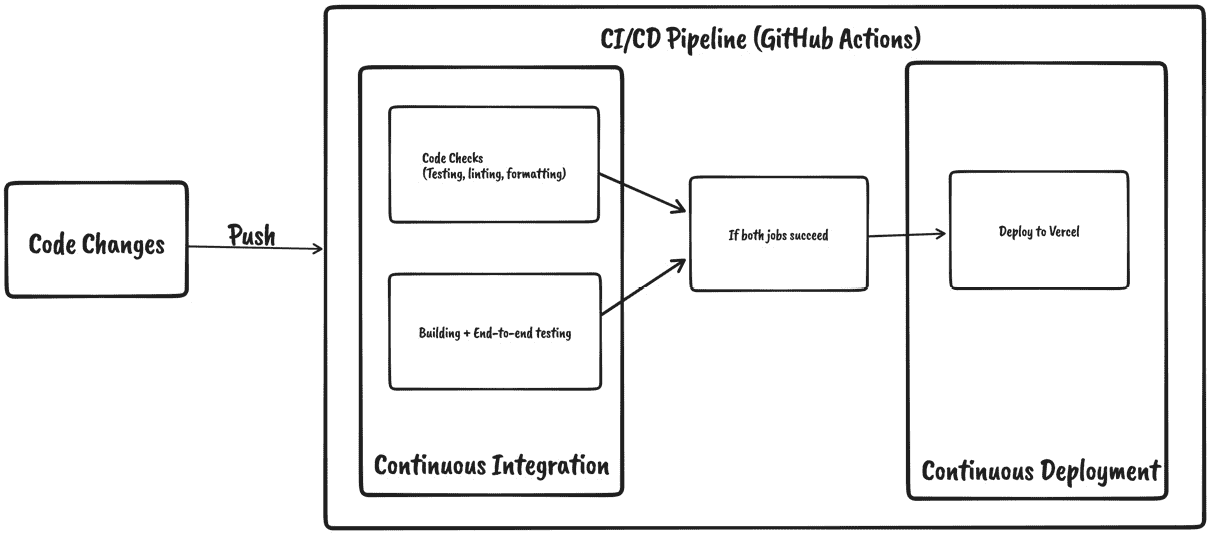 CI/CD Pipeline (GitHub Actions)
Code Changes
Push
Code Checks
(Testing, linting, formatting)
Building + End-to-end testing
Continuous Integration
If both jobs succeed
Deploy to Vercel
Continuous Deployment